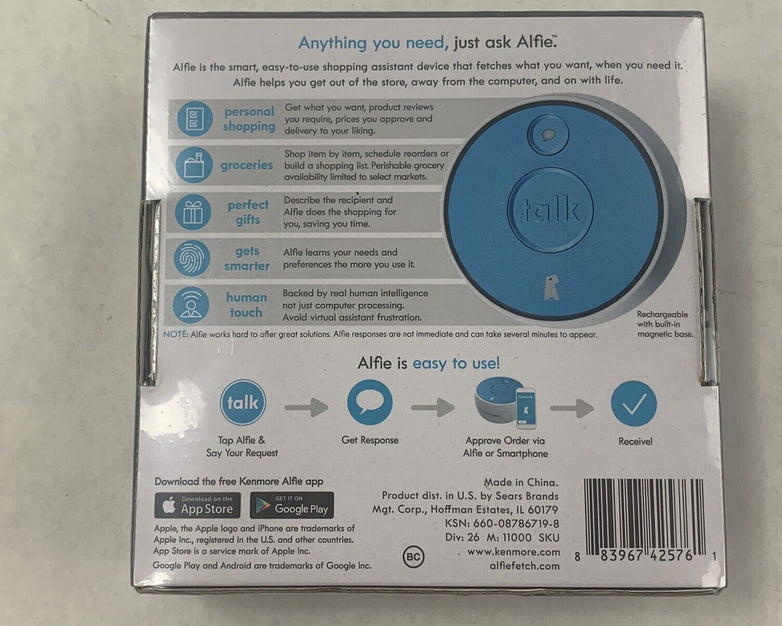 Anything you need, just ask Alfie.™
Alfie is the smart, easy-to-use shopping assistant device that fetches what you want, when you need it.
Alfie helps you get out of the store, away from the computer, and on with life.
personal shopping
Get what you want, product reviews
you require, prices you approve and
delivery to your liking.
groceries
Shop item by item, schedule reorders or
build a shopping list. Perishable grocery
availability limited to select markets.
perfect gifts
Describe the recipient and
Alfie does the shopping for
you, saving you time.
gets smarter
Alfie learns your needs and
preferences the more you use it.
human touch
Backed by real human intelligence
not just computer processing.
Avoid virtual assistant frustration.
talk
Rechargeable
with built-in
magnetic base.
NOTE: Alfie works hard to offer great solutions. Alfie responses are not immediate and can take several minutes to appear.
Alfie is easy to use!
talk
Tap Alfie &
Say Your Request
Get Response
Approve Order via
Alfie or Smartphone
Receive!
Download the free Kenmore Alfie app
Download on the
App Store
GET IT ON
Google Play
Apple, the Apple logo and iPhone are trademarks of
Apple Inc., registered in the U.S. and other countries.
App Store is a service mark of Apple Inc.
Google Play and Android are trademarks of Google Inc.
BC
Made in China.
Product dist. in U.S. by Sears Brands
Mgt. Corp., Hoffman Estates, IL 60179
KSN: 660-08786719-8
Div: 26 M: 11000 SKU
www.kenmore.com
alfiefetch.com
8 83967 42576 1